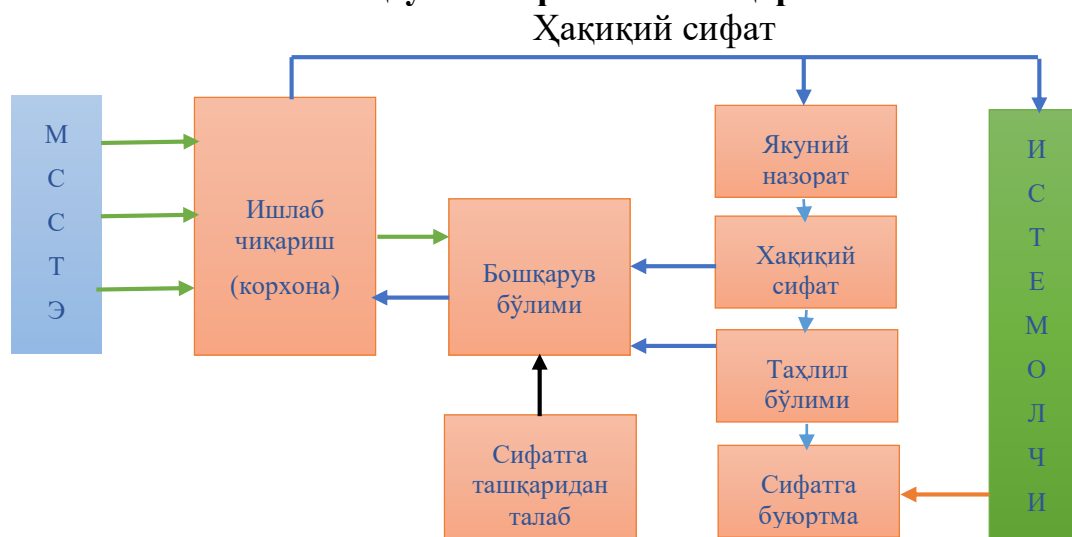 Ҳақиқий сифат
М
С
С
Т
Э
Ишлаб
чиқариш
(корхона)
Бошқарув
бўлими
Сифатга
ташқаридан
талаб
Якуний
назорат
Хақиқий
сифат
Таҳлил
бўлими
Сифатга
буюртма
И
С
Т
Е
М
О
Л
Ч
И